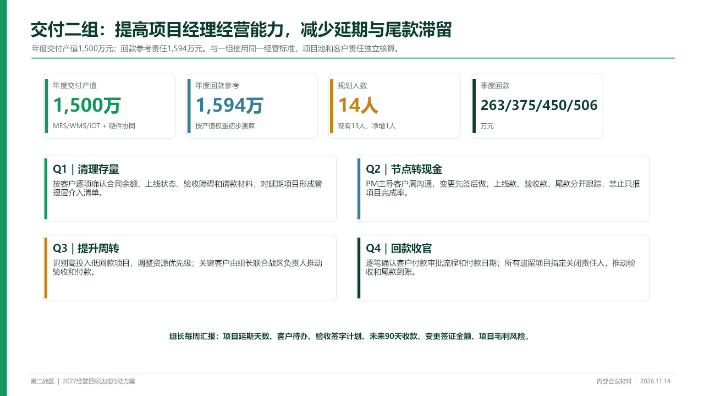 交付二组：提高项目经理经营能力，减少延期与尾款滞留
年度交付产值1,500万元；回款参考责任1,594万元。与一组使用同一经营标准，项目池和客户责任独立核算。
年度交付产值
1,500万
MES/WMS/IOT + 硬件协同
年度回款参考
1,594万
按产值权重初步测算
规划人数
14人
现有13人，净增1人
季度回款
263/375/450/506
万元
Q1｜清理存量
按客户逐项确认合同余额、上线状态、验收障碍和请款材料；对延期项目形成管
理层介入清单。
Q2｜节点转现金
PM主导客户周沟通，变更先签后做；上线款、验收款、尾款分开跟踪，禁止只报
项目完成率。
Q3｜提升周转
识别高投入低回款项目，调整资源优先级；关键客户由组长联合战区负责人推动
验收和付款。
Q4｜回款收官
逐笔确认客户付款审批流程和付款日期；所有遗留项目指定关闭责任人，推动验
收和尾款到账。
组长每周汇报：项目延期天数、客户待办、验收签字计划、未来90天收款、变更签证金额、项目毛利风险。
第二战区 | 2027经营目标达成行动方案
内部会议材料 · 2026.11.14